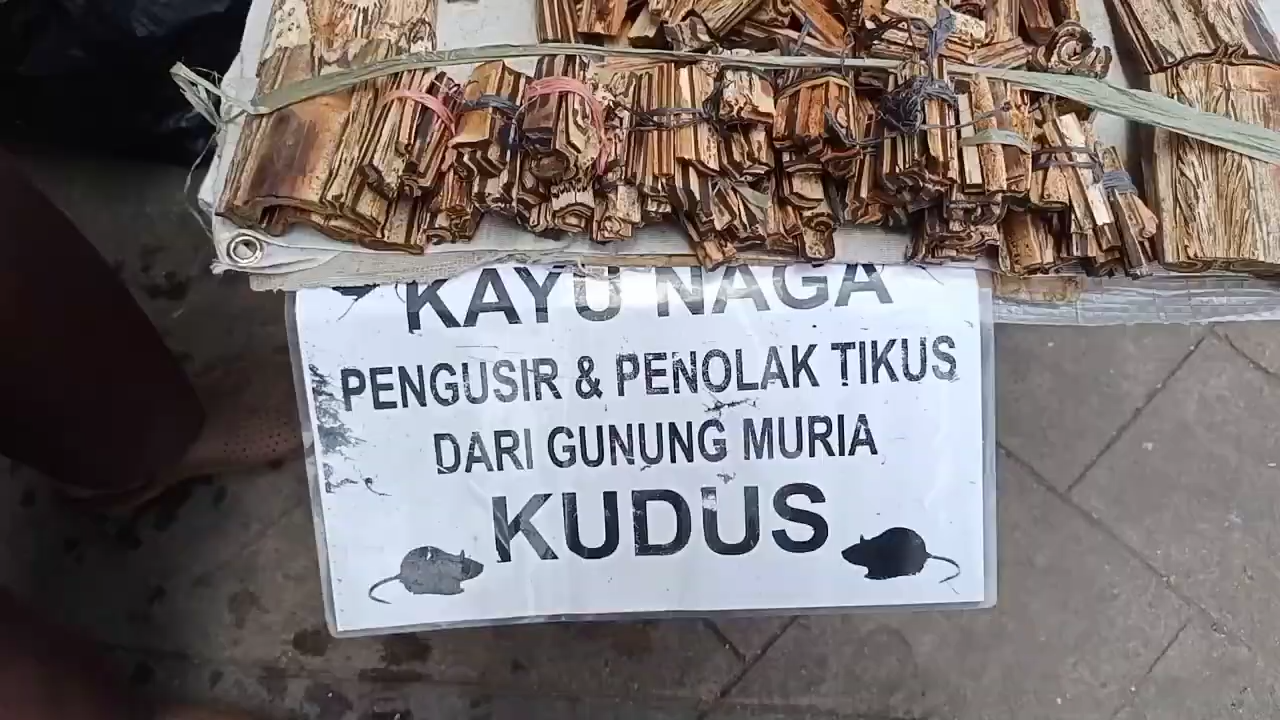 KAYU NAGA
PENGUSIR & PENOLAK TIKUS
DARI GUNUNG MURIA
KUDUS